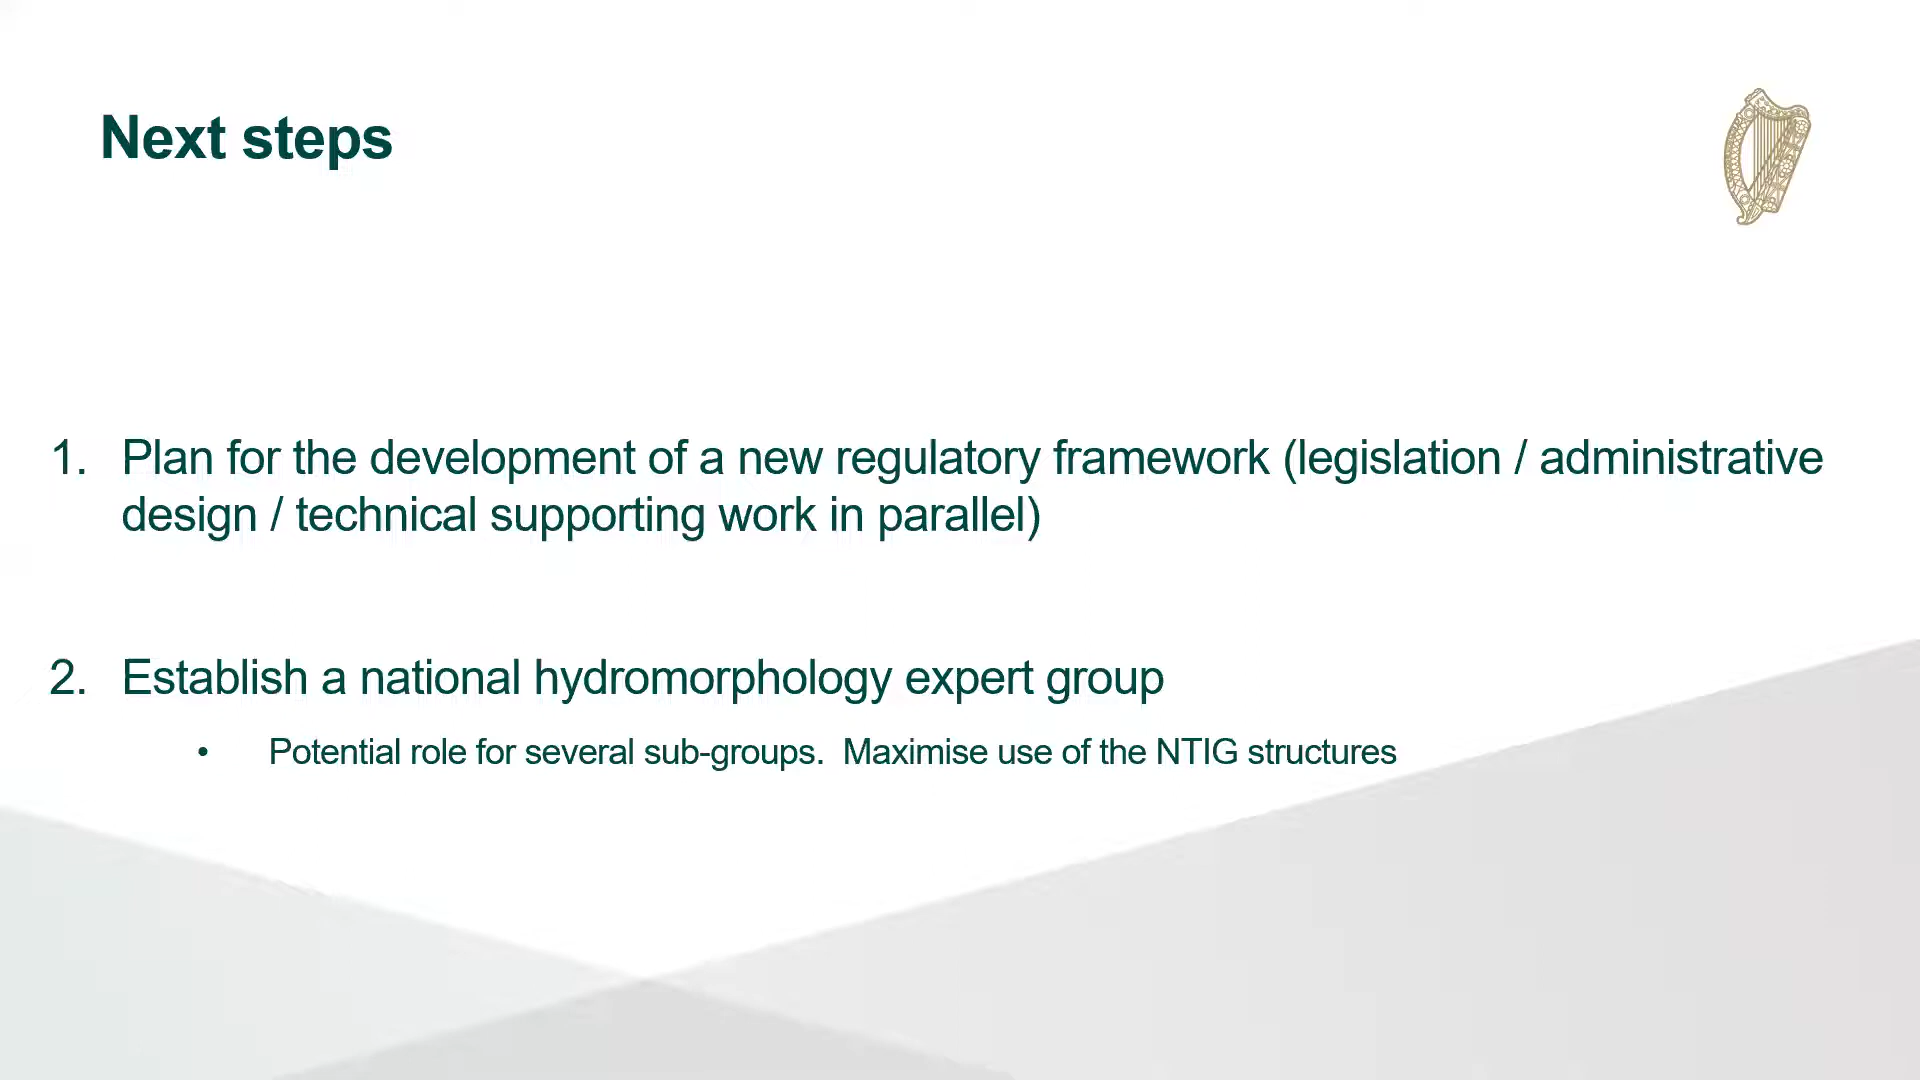 Next steps
1. Plan for the development of a new regulatory framework (legislation / administrative
design / technical supporting work in parallel)
2. Establish a national hydromorphology expert group
• Potential role for several sub-groups.  Maximise use of the NTIG structures